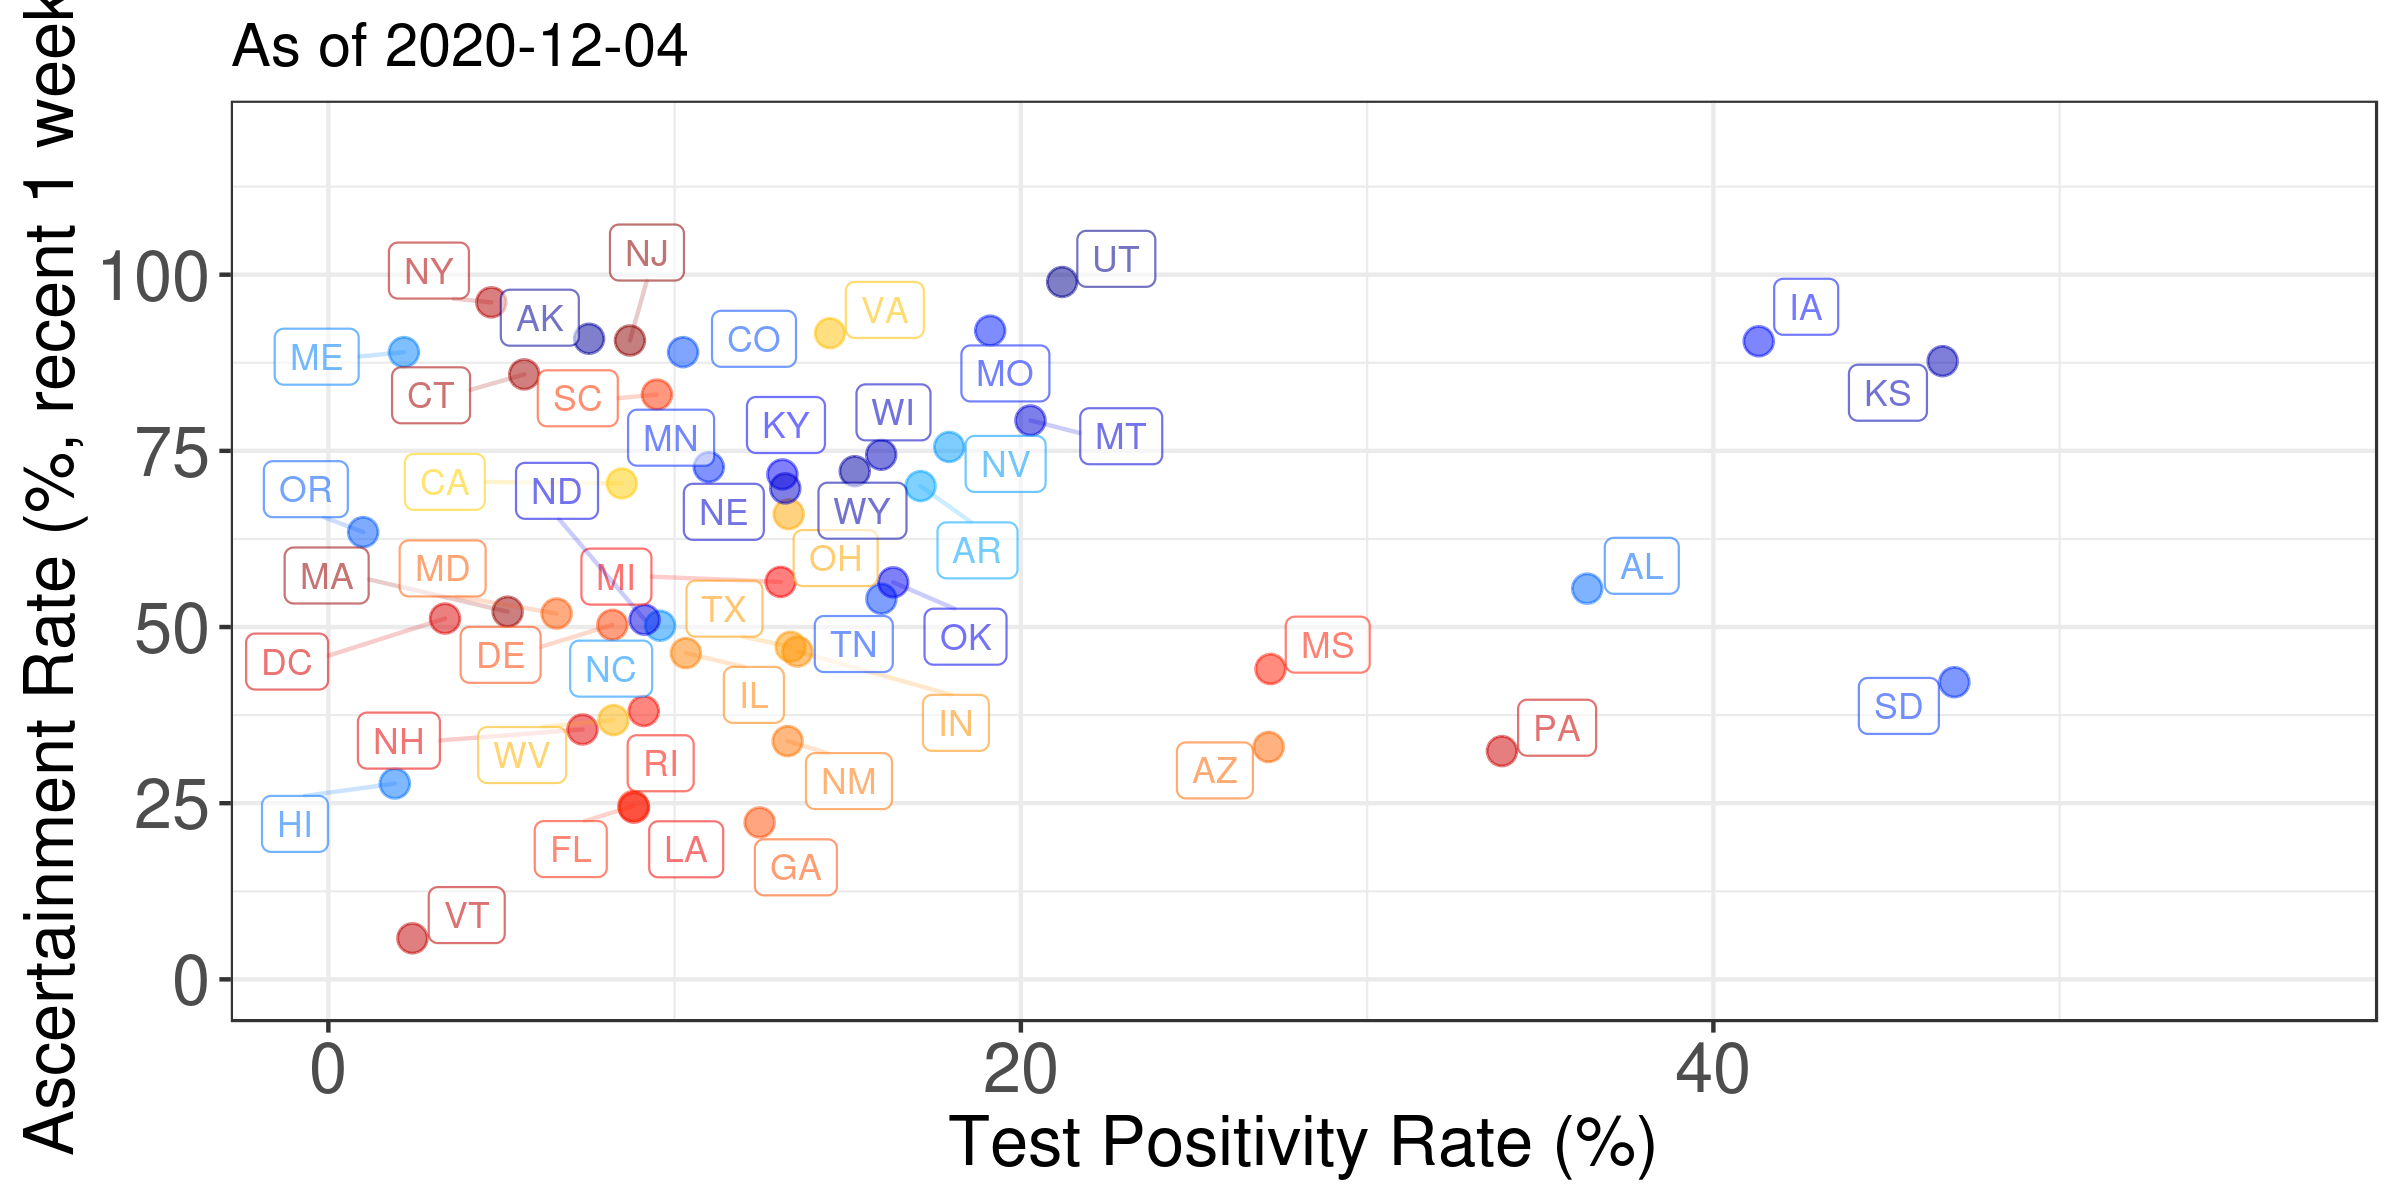 As of 2020-12-04
Ascertainment Rate (%, recent 1 week
100
75
50
25
0
NJ
UT
NY
IA
AK
VA
CO
ME
MO
KS
CT
SC
KY
WI
MN
MT
NV
CA
OR
ND
NE
WY
AR
OH
AL
MD
MA
MI
TX
OK
TN
MS
DC
DE
NC
IL
SD
IN
PA
NH
WV
RI
AZ
NM
HI
FL
LA
GA
VT
0
20
40
Test Positivity Rate (%)